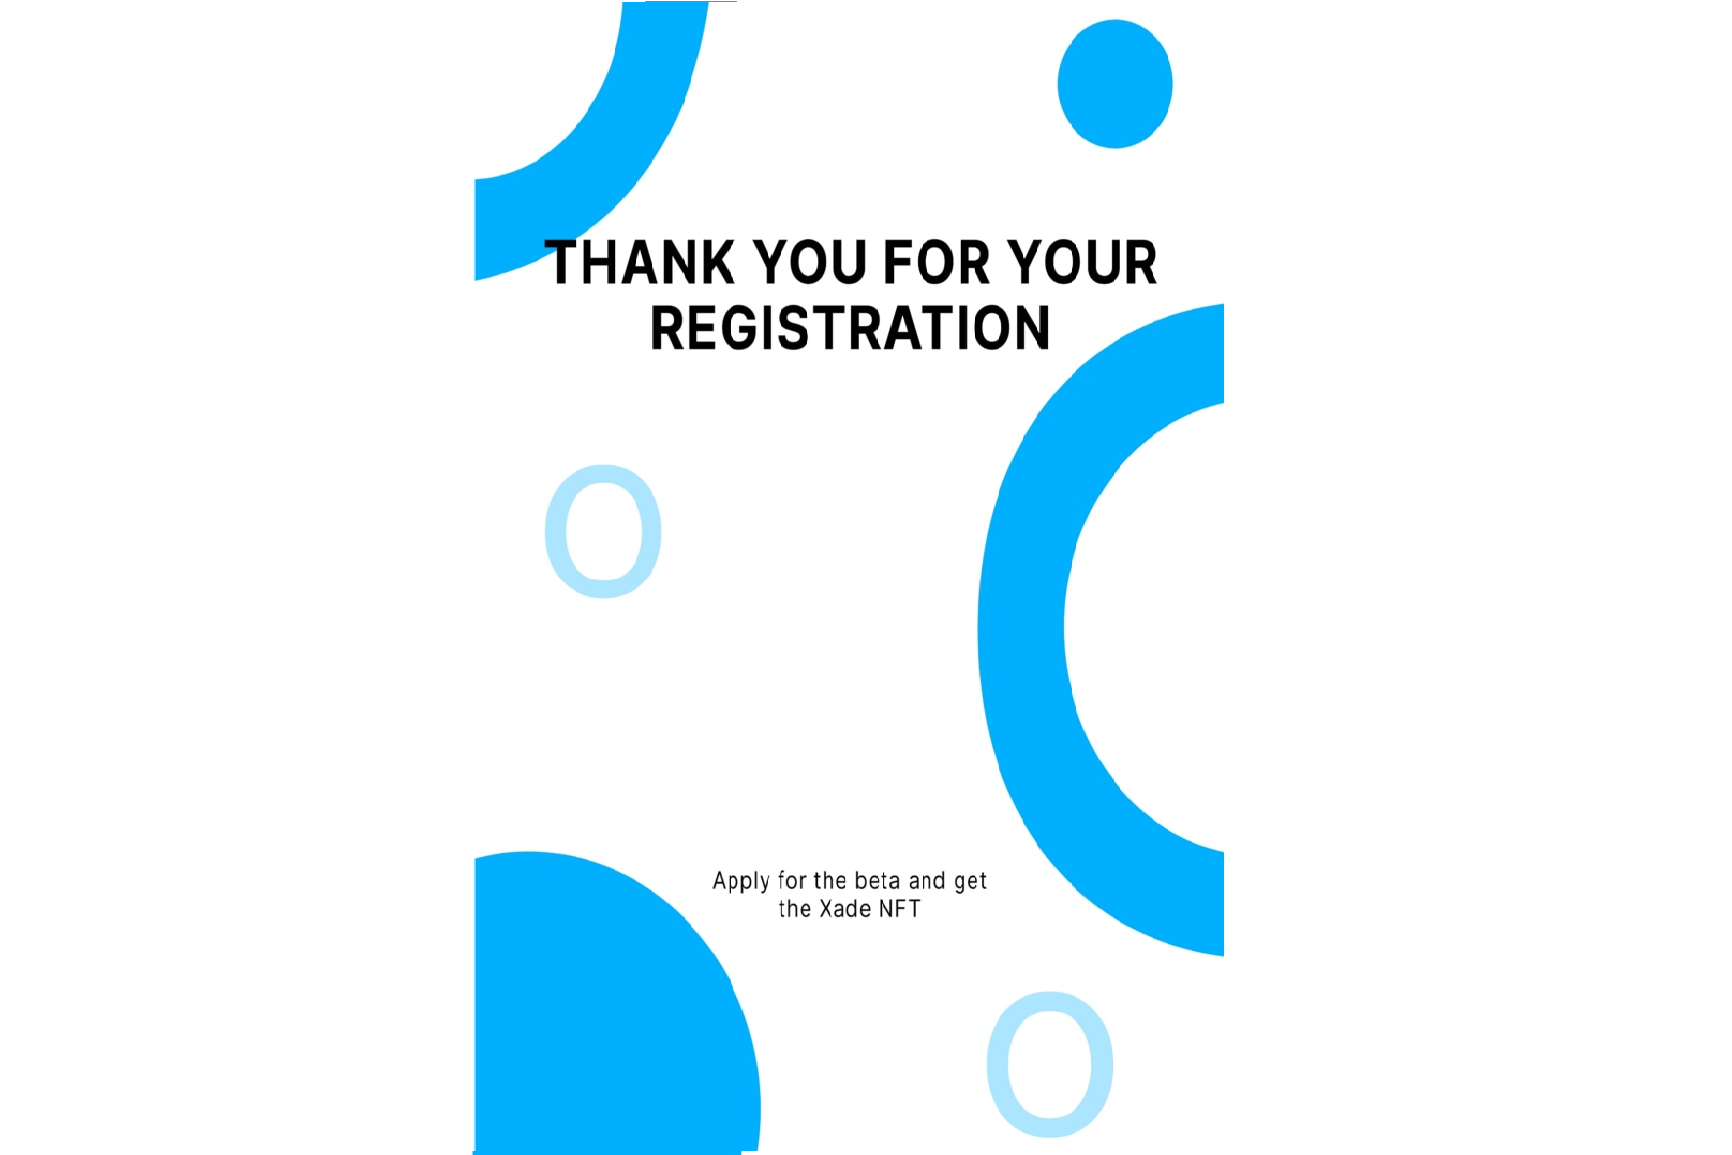 THANK YOU FOR YOUR
REGISTRATION
Apply for the beta and get
the Xade NFT